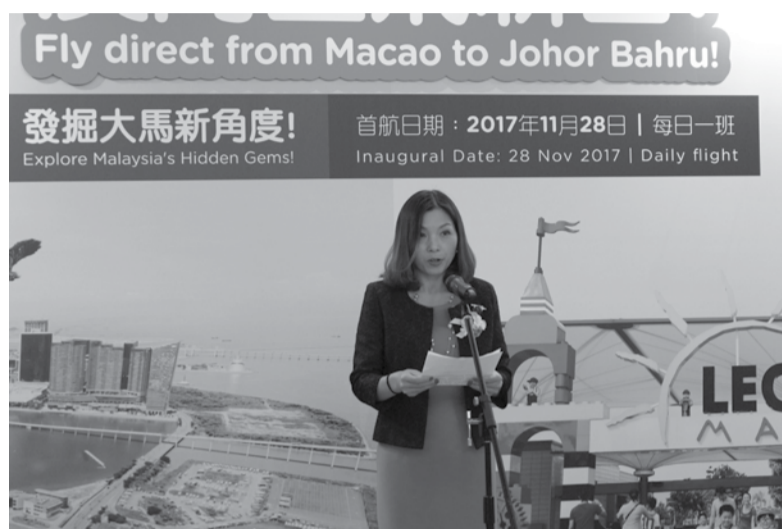 Fly direct from Macao to Johor Bahru!
發掘大馬新角度!
Explore Malaysia's Hidden Gems!
首航日期：2017年11月28日 | 每日一班
Inaugural Date: 28 Nov 2017 | Daily flight